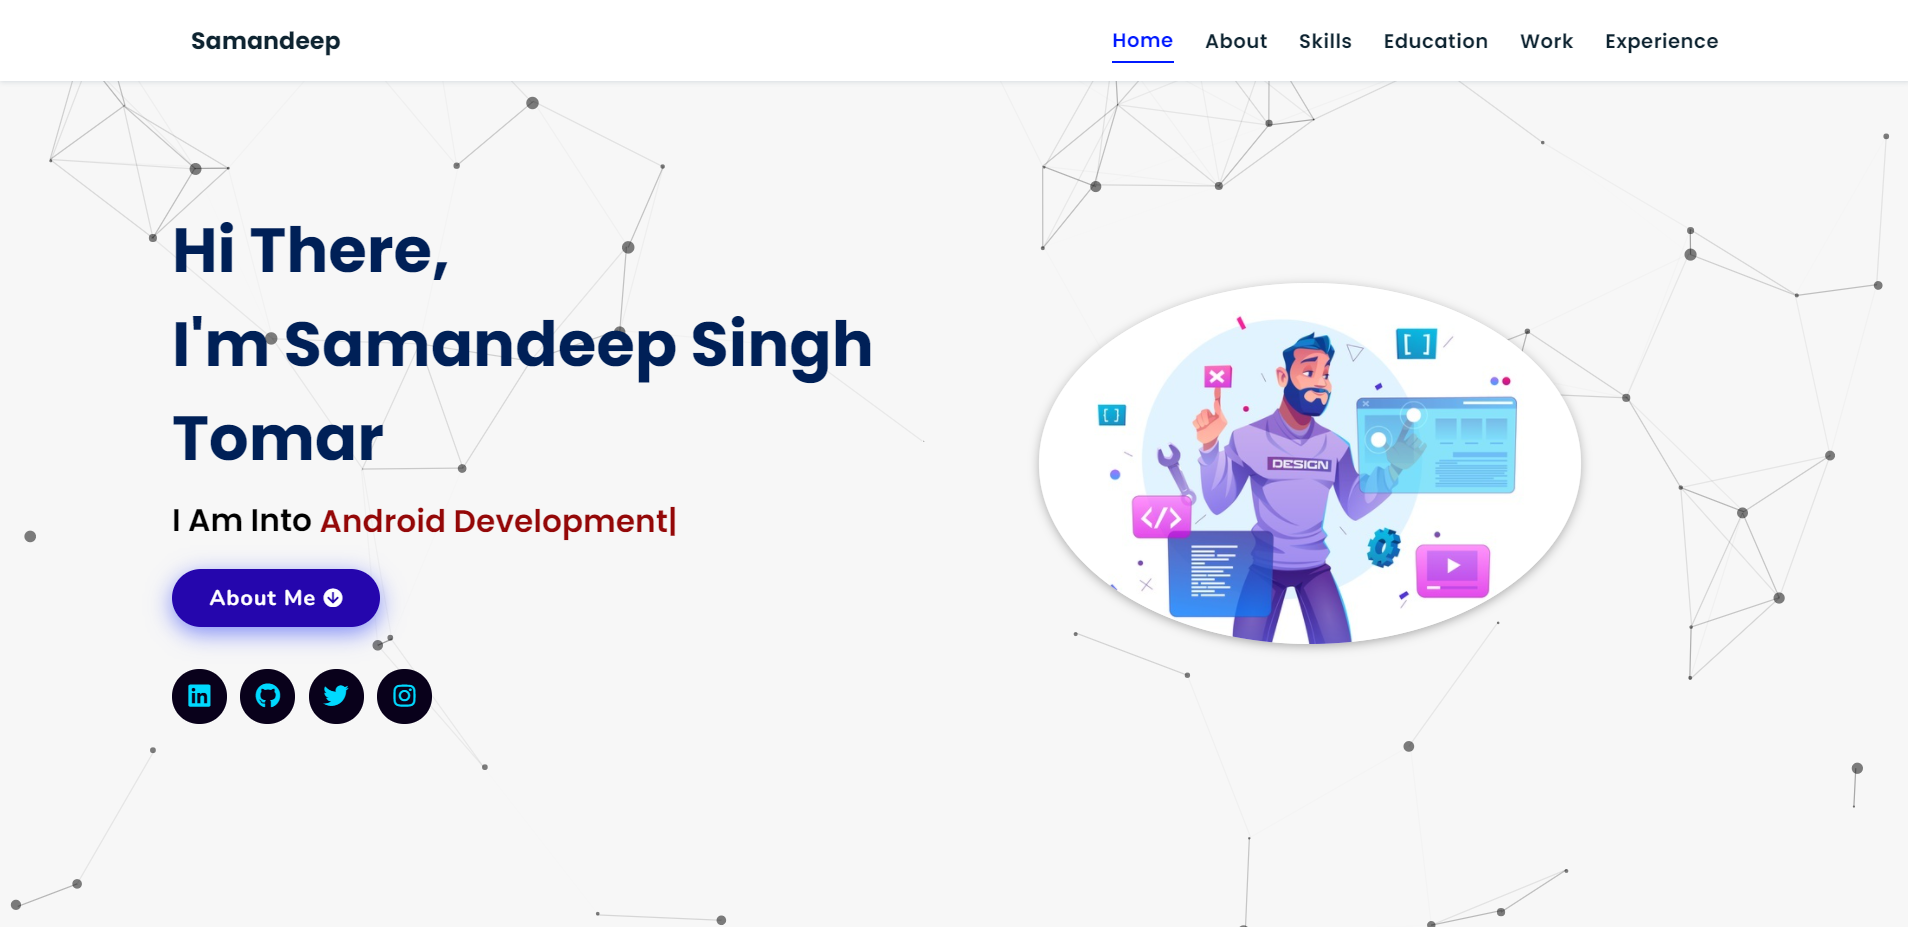 Samandeep
Home About Skills Education Work Experience
Hi There,
I'm Samandeep Singh
Tomar
I Am Into Android Development|
About Me
DESIGN
[ ]
[ ]
</>